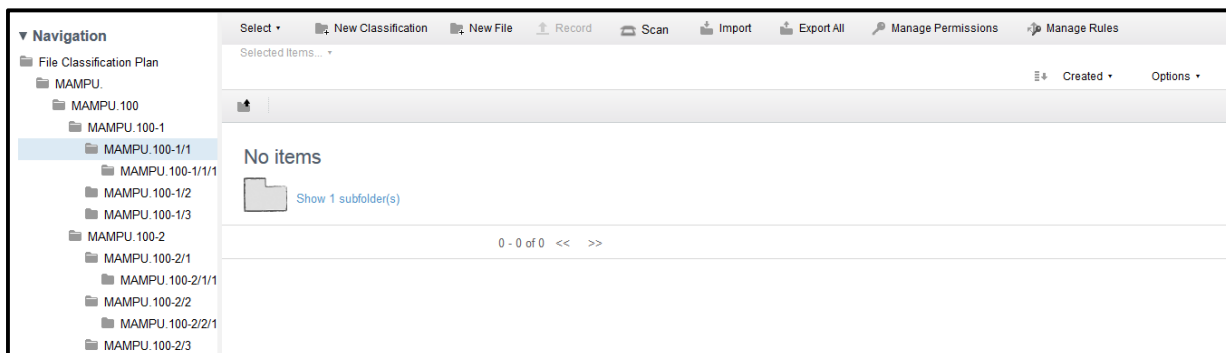 ▾ Navigation
File Classification Plan
MAMPU.
MAMPU.100
MAMPU.100-1
MAMPU.100-1/1
MAMPU.100-1/1/1
MAMPU.100-1/2
MAMPU.100-1/3
MAMPU.100-2
MAMPU.100-2/1
MAMPU.100-2/1/1
MAMPU.100-2/2
MAMPU.100-2/2/1
MAMPU.100-2/3
Select New Classification New File Record Scan Import Export All Manage Permissions Manage Rules
Selected Items...
Created Options
No items
Show 1 subfolder(s)
0 - 0 of 0 << >>